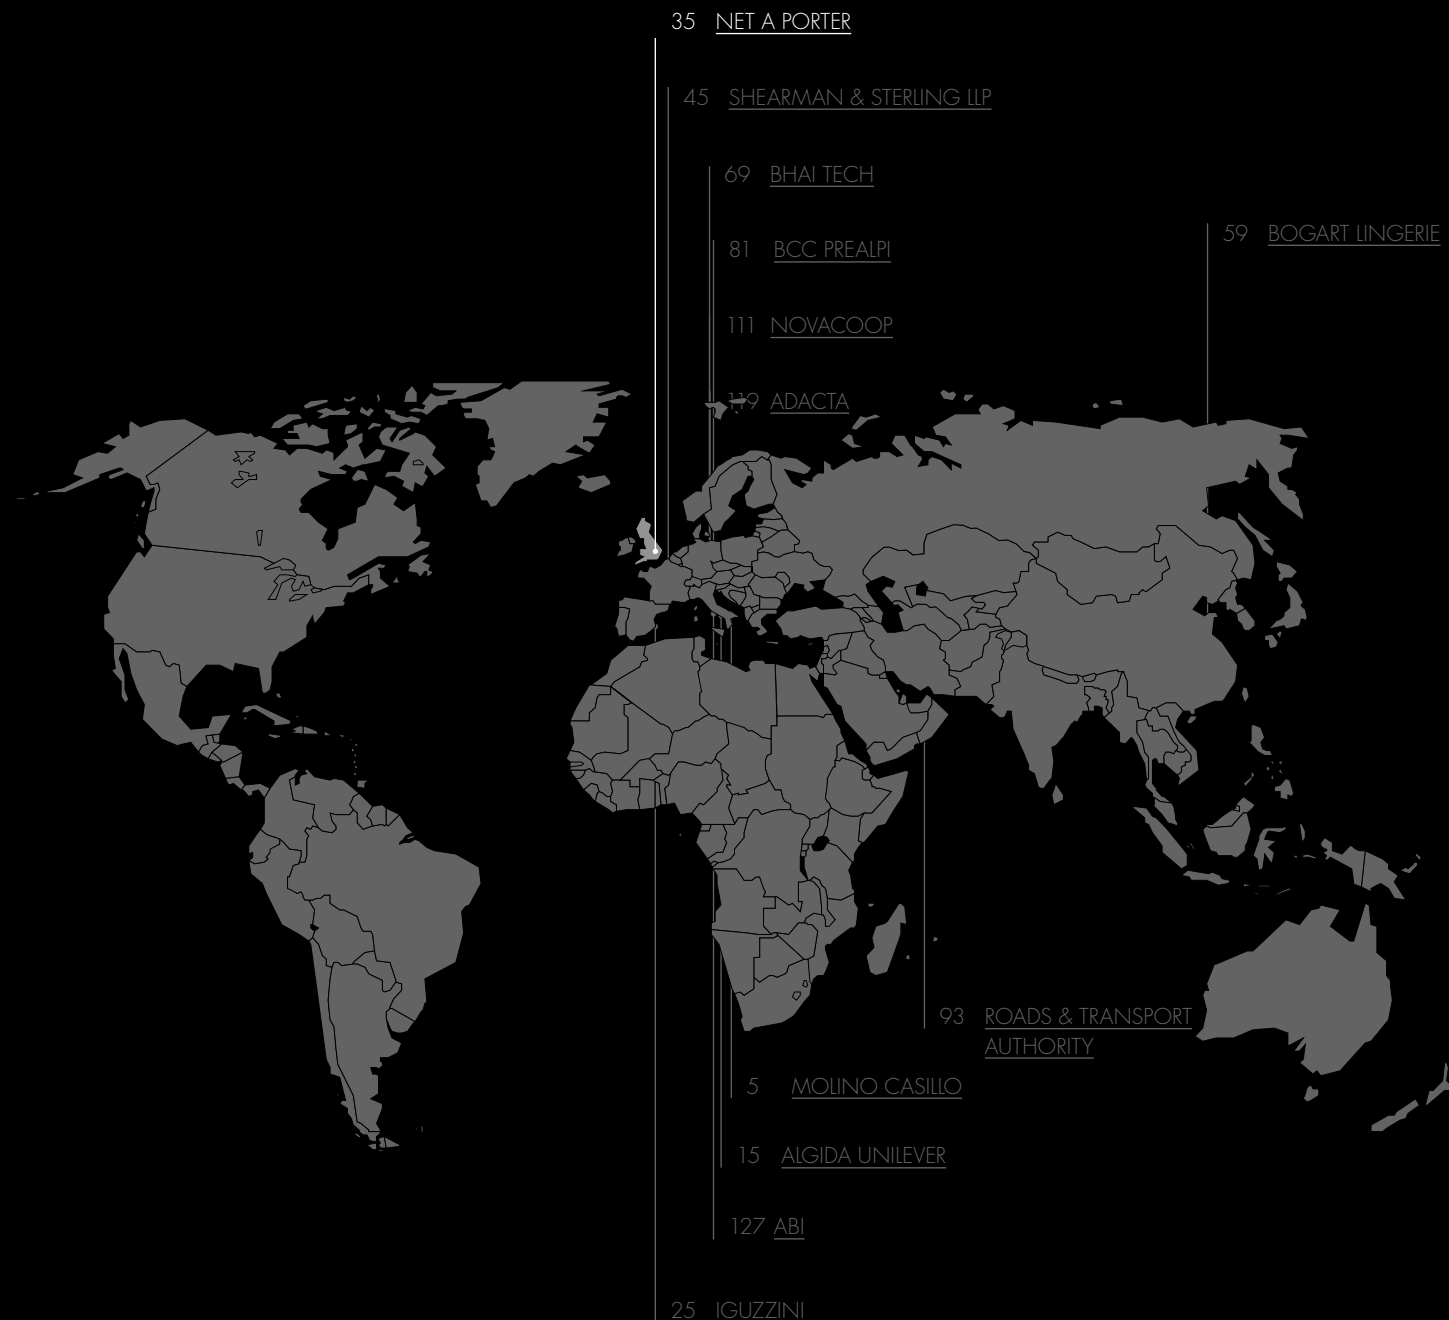 35 NET A PORTER
45 SHEARMAN & STERLING LLP
69 BHAI TECH
59 BOGART LINGERIE
81 BCC PREALPI
111 NOVACOOP
119 ADACTA
93 ROADS & TRANSPORT
AUTHORITY
5 MOLINO CASILLO
15 ALGIDA UNILEVER
127 ABI
25 IGUZZINI